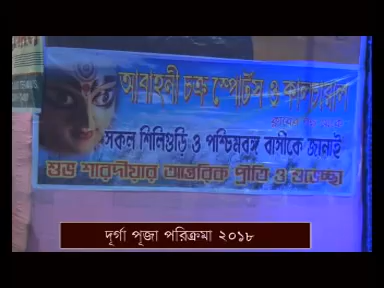 আবাহনী চক্র স্পোর্টস ও কালচারাল
সকল শিলিগুড়ি ও পশ্চিমবঙ্গ বাসীকে জানাই
শুভ শারদীয়ার আন্তরিক প্রীতি ও শুভেচ্ছা
দূর্গা পূজা পরিক্রমা ২০১৮